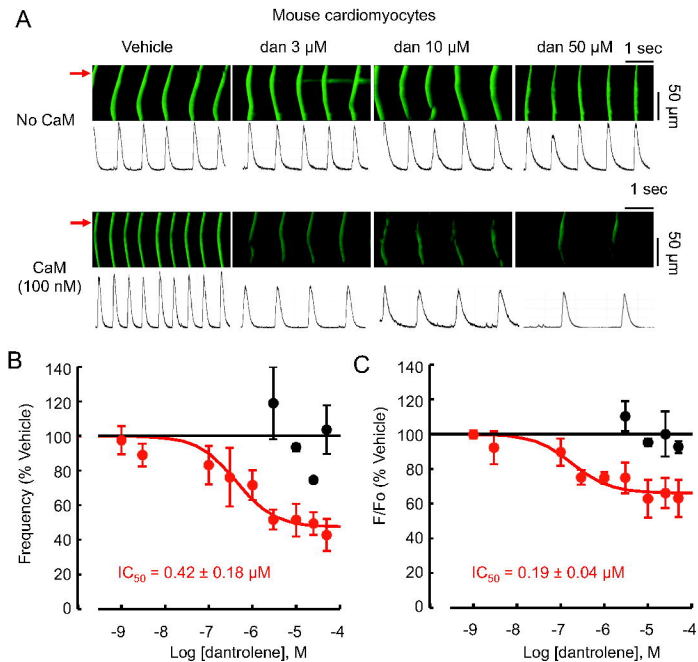 A
Mouse cardiomyocytes
Vehicle
dan 3 µM
dan 10 µM
dan 50 µM
1 sec
No CaM
50 µm
1 sec
CaM
(100 nM)
50 µm
B
Frequency (% Vehicle)
140
120
100
80
60
40
20
0
IC50 = 0.42 ± 0.18 µM
-9
-8
-7
-6
-5
-4
Log [dantrolene], M
C
F/Fo (% Vehicle)
140
120
100
80
60
40
20
0
IC50 = 0.19 ± 0.04 µM
-9
-8
-7
-6
-5
-4
Log [dantrolene], M